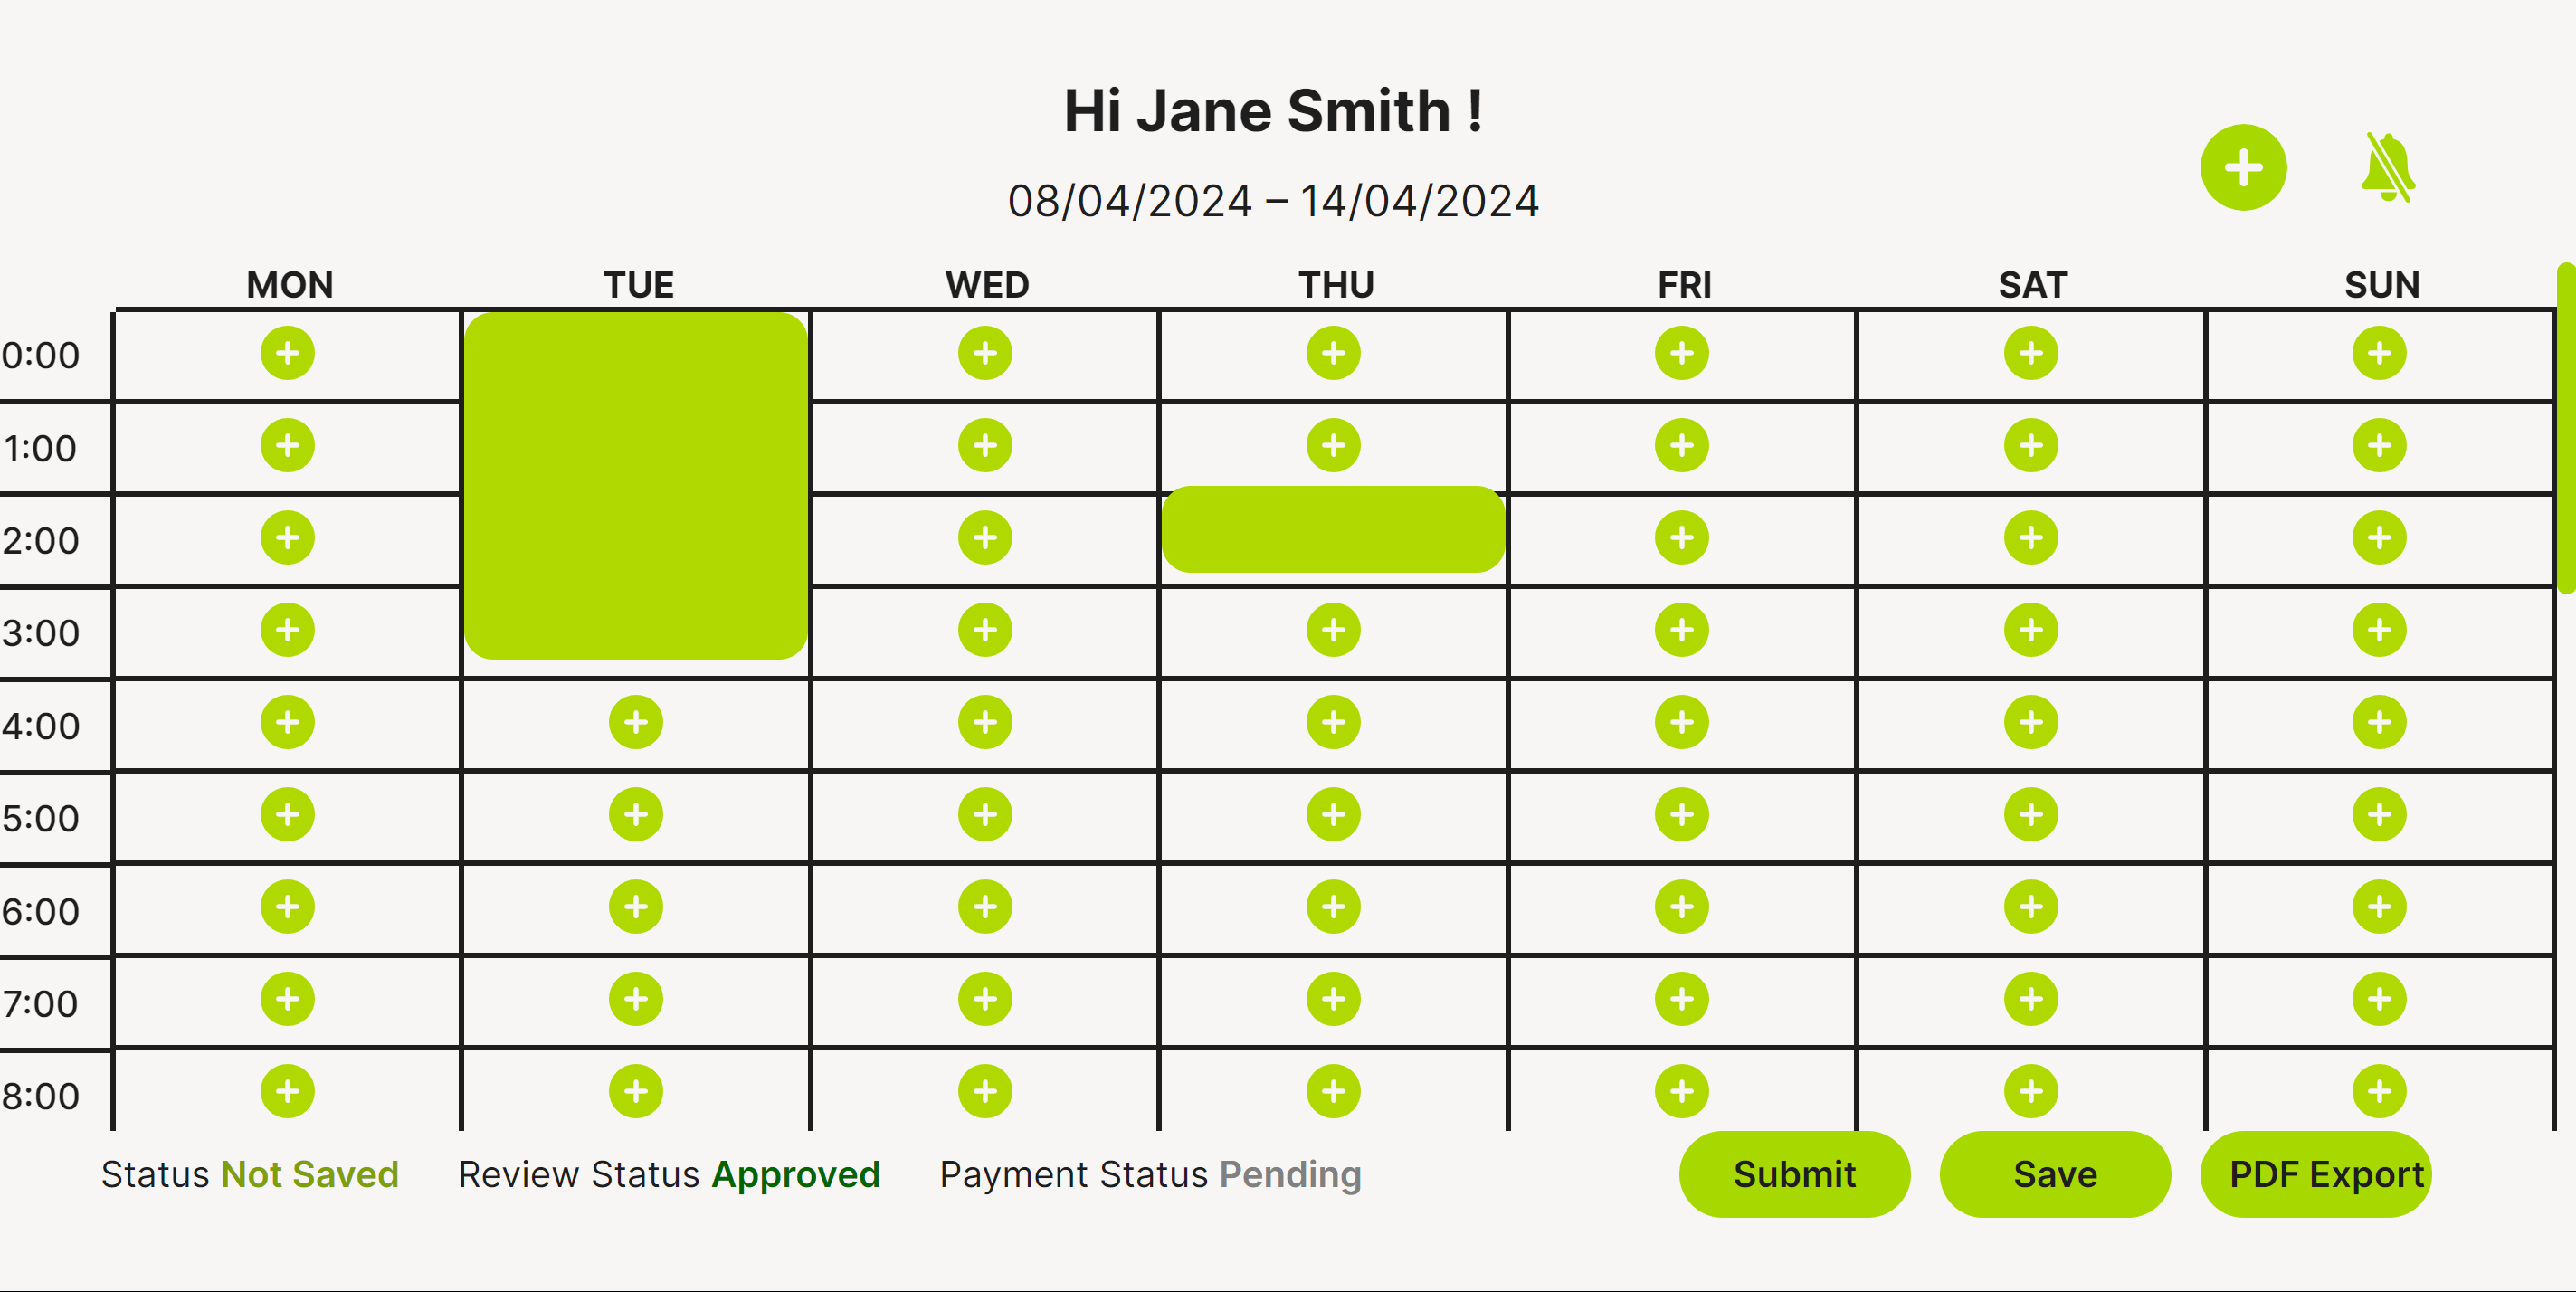 Hi Jane Smith !
08/04/2024 – 14/04/2024
MON TUE WED THU FRI SAT SUN
0:00
1:00
2:00
3:00
4:00
5:00
6:00
7:00
8:00
Status Not Saved Review Status Approved Payment Status Pending Submit Save PDF Export